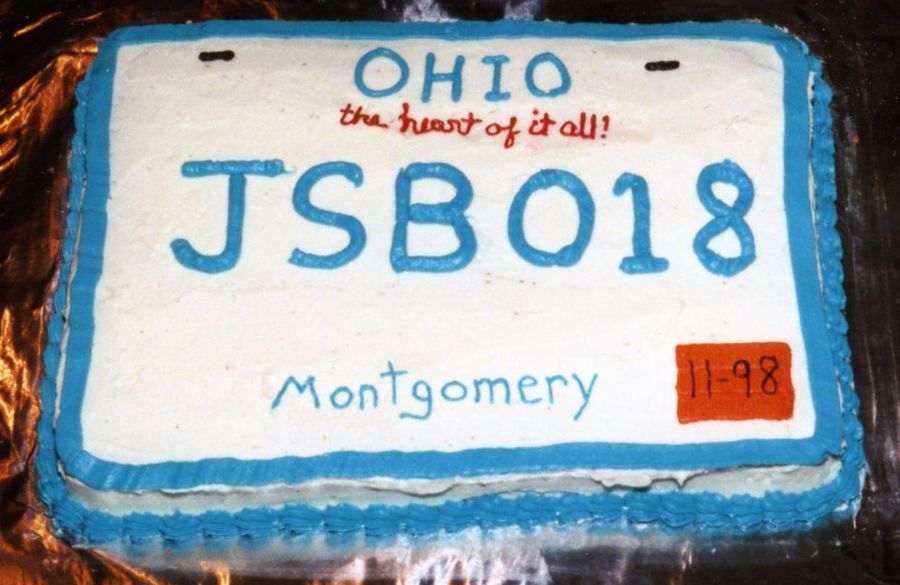 OHIO
the heart of it all!
JSB018
Montgomery
11-98